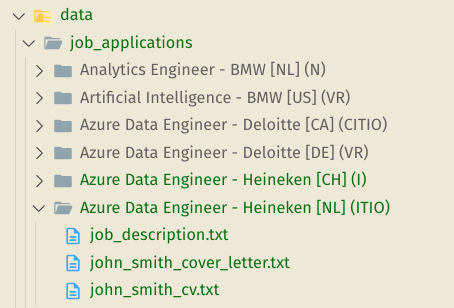 data
job_applications
Analytics Engineer - BMW [NL] (N)
Artificial Intelligence - BMW [US] (VR)
Azure Data Engineer - Deloitte [CA] (CITIO)
Azure Data Engineer - Deloitte [DE] (VR)
Azure Data Engineer - Heineken [CH] (I)
Azure Data Engineer - Heineken [NL] (ITIO)
job_description.txt
john_smith_cover_letter.txt
john_smith_cv.txt